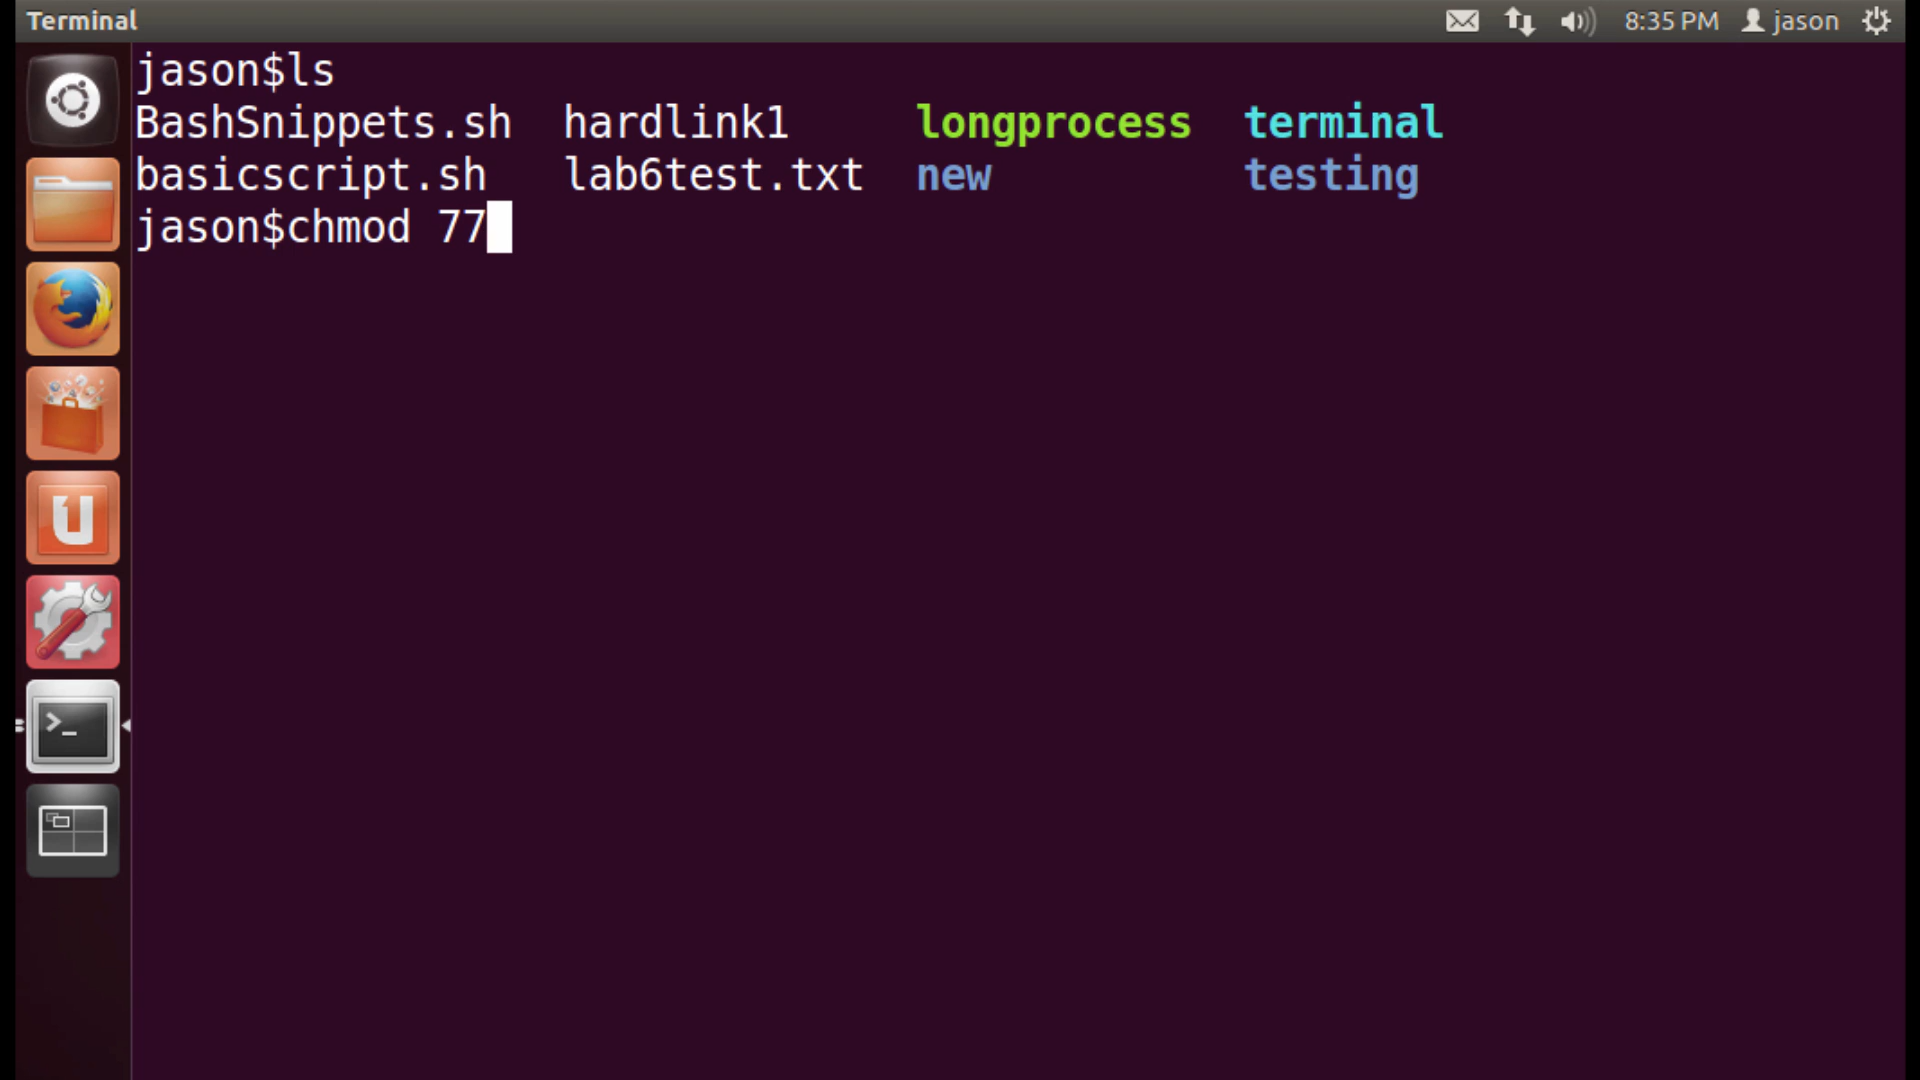 Terminal 8:35 PM jason
jason$ls
BashSnippets.sh hardlink1 longprocess terminal
basicscript.sh lab6test.txt new testing
jason$chmod 77